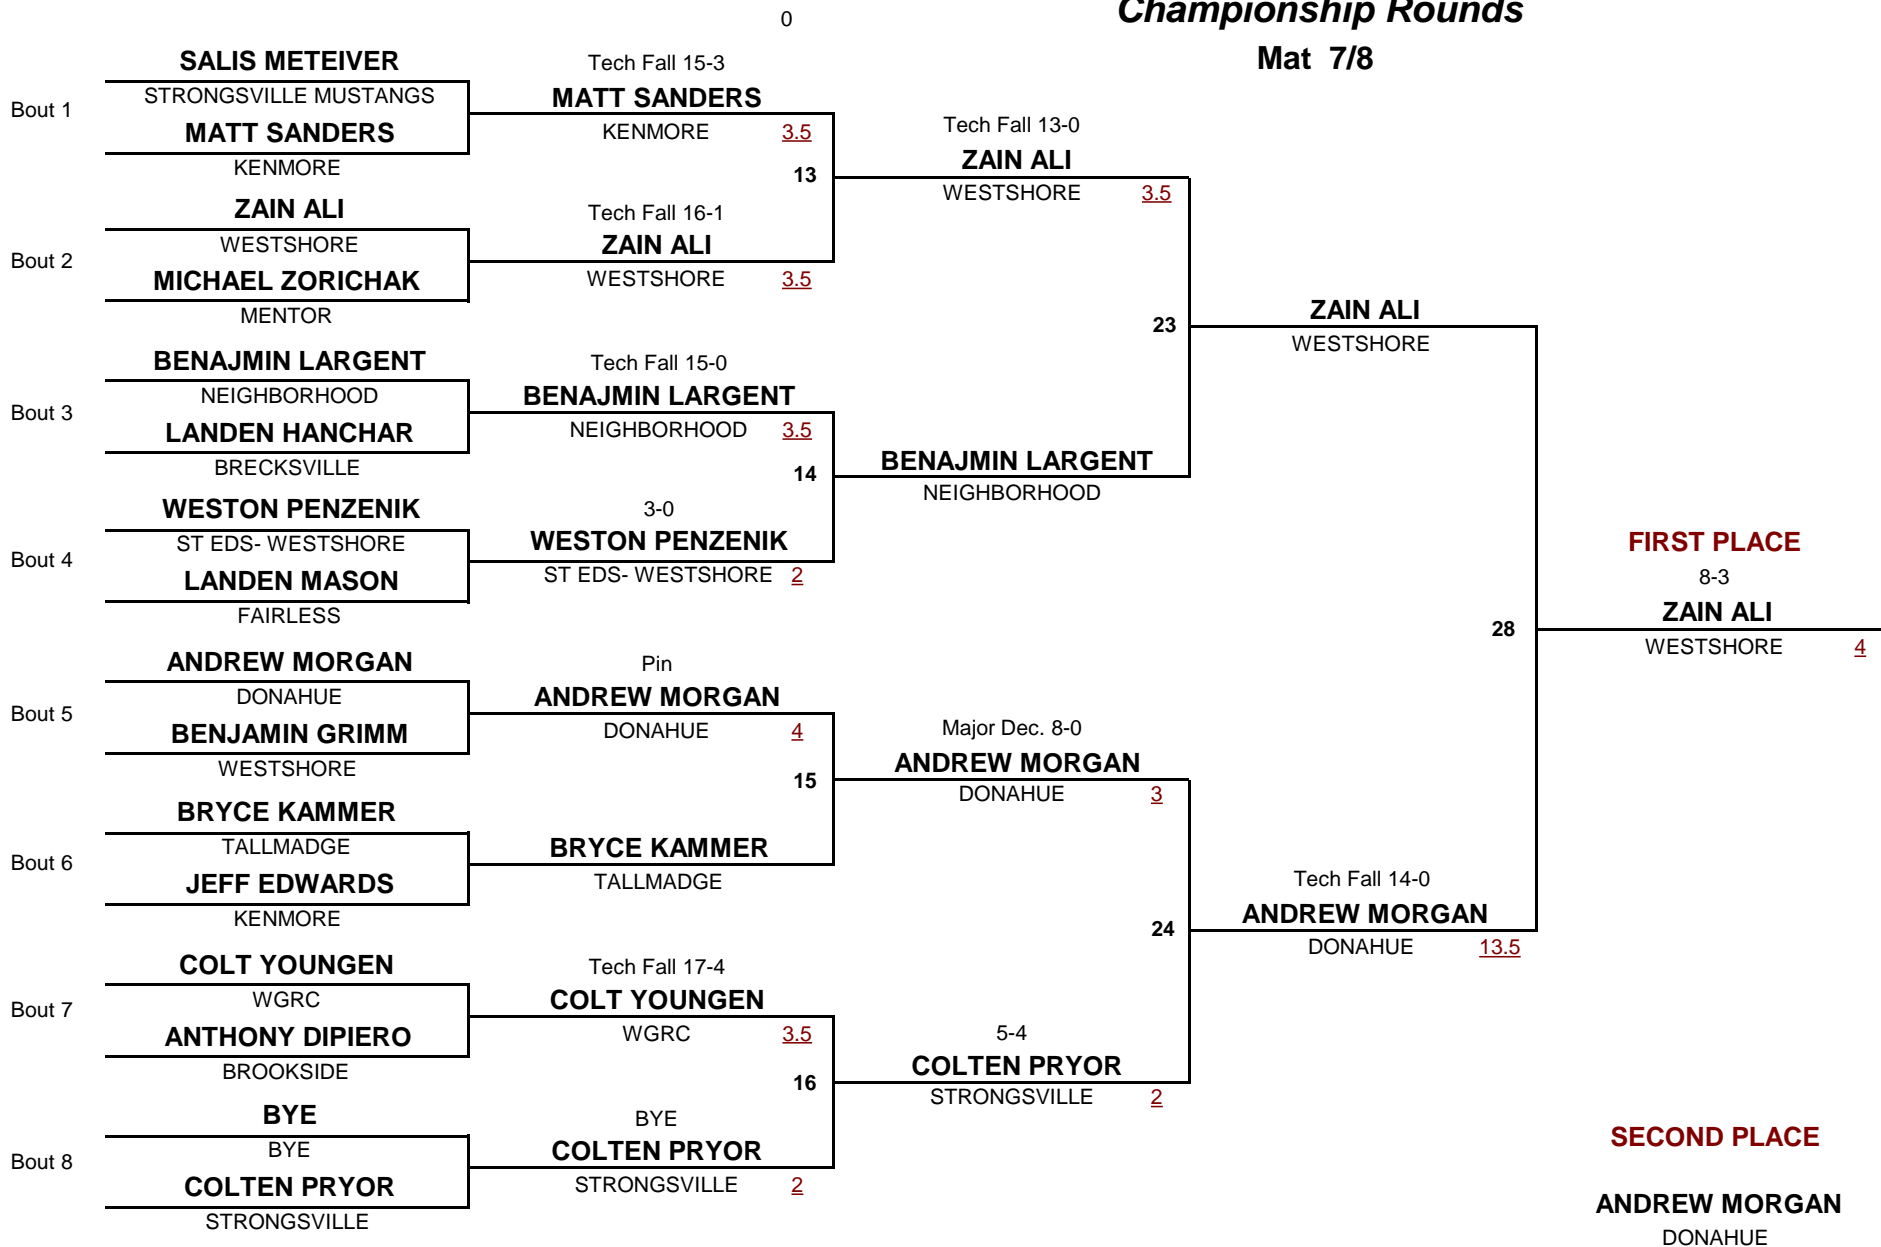 0
Championship Rounds
Mat 7/8
SALIS METEIVER
STRONGSVILLE MUSTANGS
Bout 1
MATT SANDERS
KENMORE
ZAIN ALI
WESTSHORE
Bout 2
MICHAEL ZORICHAK
MENTOR
BENAJMIN LARGENT
NEIGHBORHOOD
Bout 3
LANDEN HANCHAR
BRECKSVILLE
WESTON PENZENIK
ST EDS- WESTSHORE
Bout 4
LANDEN MASON
FAIRLESS
ANDREW MORGAN
DONAHUE
Bout 5
BENJAMIN GRIMM
WESTSHORE
BRYCE KAMMER
TALLMADGE
Bout 6
JEFF EDWARDS
KENMORE
COLT YOUNGEN
WGRC
Bout 7
ANTHONY DIPIERO
BROOKSIDE
BYE
BYE
Bout 8
COLTEN PRYOR
STRONGSVILLE
Tech Fall 15-3
MATT SANDERS
KENMORE 3.5
13
Tech Fall 16-1
ZAIN ALI
WESTSHORE 3.5
Tech Fall 15-0
BENAJMIN LARGENT
NEIGHBORHOOD 3.5
14
3-0
WESTON PENZENIK
ST EDS- WESTSHORE 2
Pin
ANDREW MORGAN
DONAHUE 4
15
BRYCE KAMMER
TALLMADGE
Tech Fall 17-4
COLT YOUNGEN
WGRC 3.5
16
BYE
COLTEN PRYOR
STRONGSVILLE 2
Tech Fall 13-0
ZAIN ALI
WESTSHORE 3.5
23
BENAJMIN LARGENT
NEIGHBORHOOD
Major Dec. 8-0
ANDREW MORGAN
DONAHUE 3
24
5-4
COLTEN PRYOR
STRONGSVILLE 2
ZAIN ALI
WESTSHORE
28
Tech Fall 14-0
ANDREW MORGAN
DONAHUE 13.5
FIRST PLACE
8-3
ZAIN ALI
WESTSHORE 4
SECOND PLACE
ANDREW MORGAN
DONAHUE